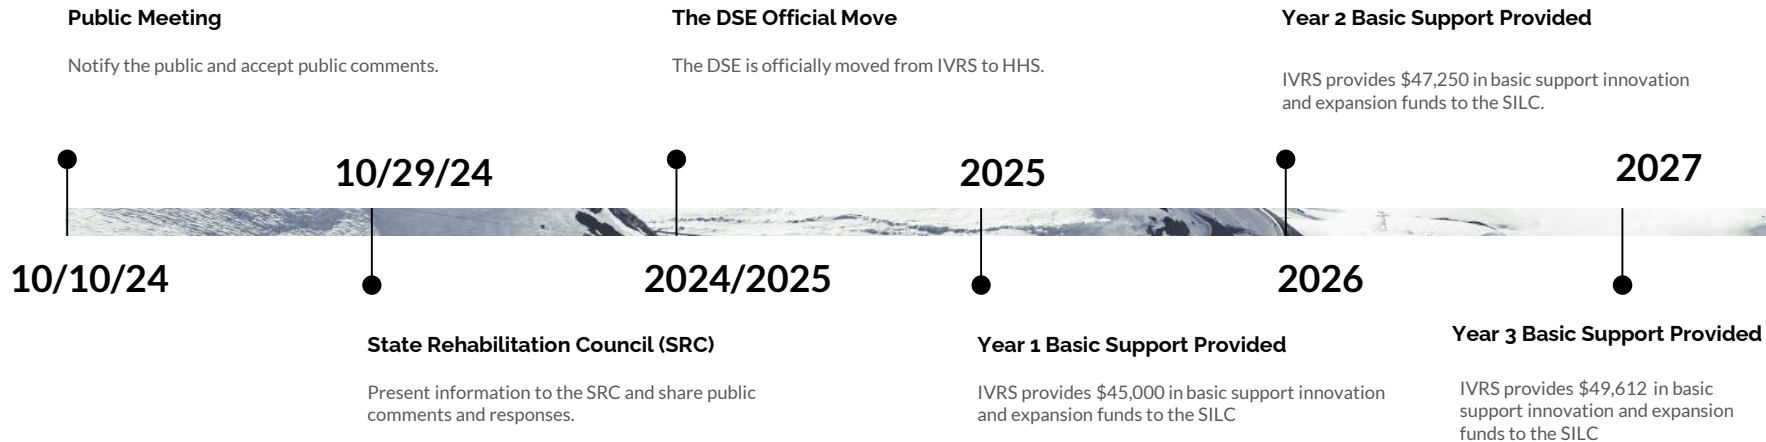 Public Meeting
Notify the public and accept public comments.
10/10/24
10/29/24
State Rehabilitation Council (SRC)
Present information to the SRC and share public
comments and responses.
The DSE Official Move
The DSE is officially moved from IVRS to HHS.
2024/2025
2025
Year 1 Basic Support Provided
IVRS provides $45,000 in basic support innovation
and expansion funds to the SILC
Year 2 Basic Support Provided
IVRS provides $47,250 in basic support innovation
and expansion funds to the SILC.
2026
2027
Year 3 Basic Support Provided
IVRS provides $49,612 in basic
support innovation and expansion
funds to the SILC